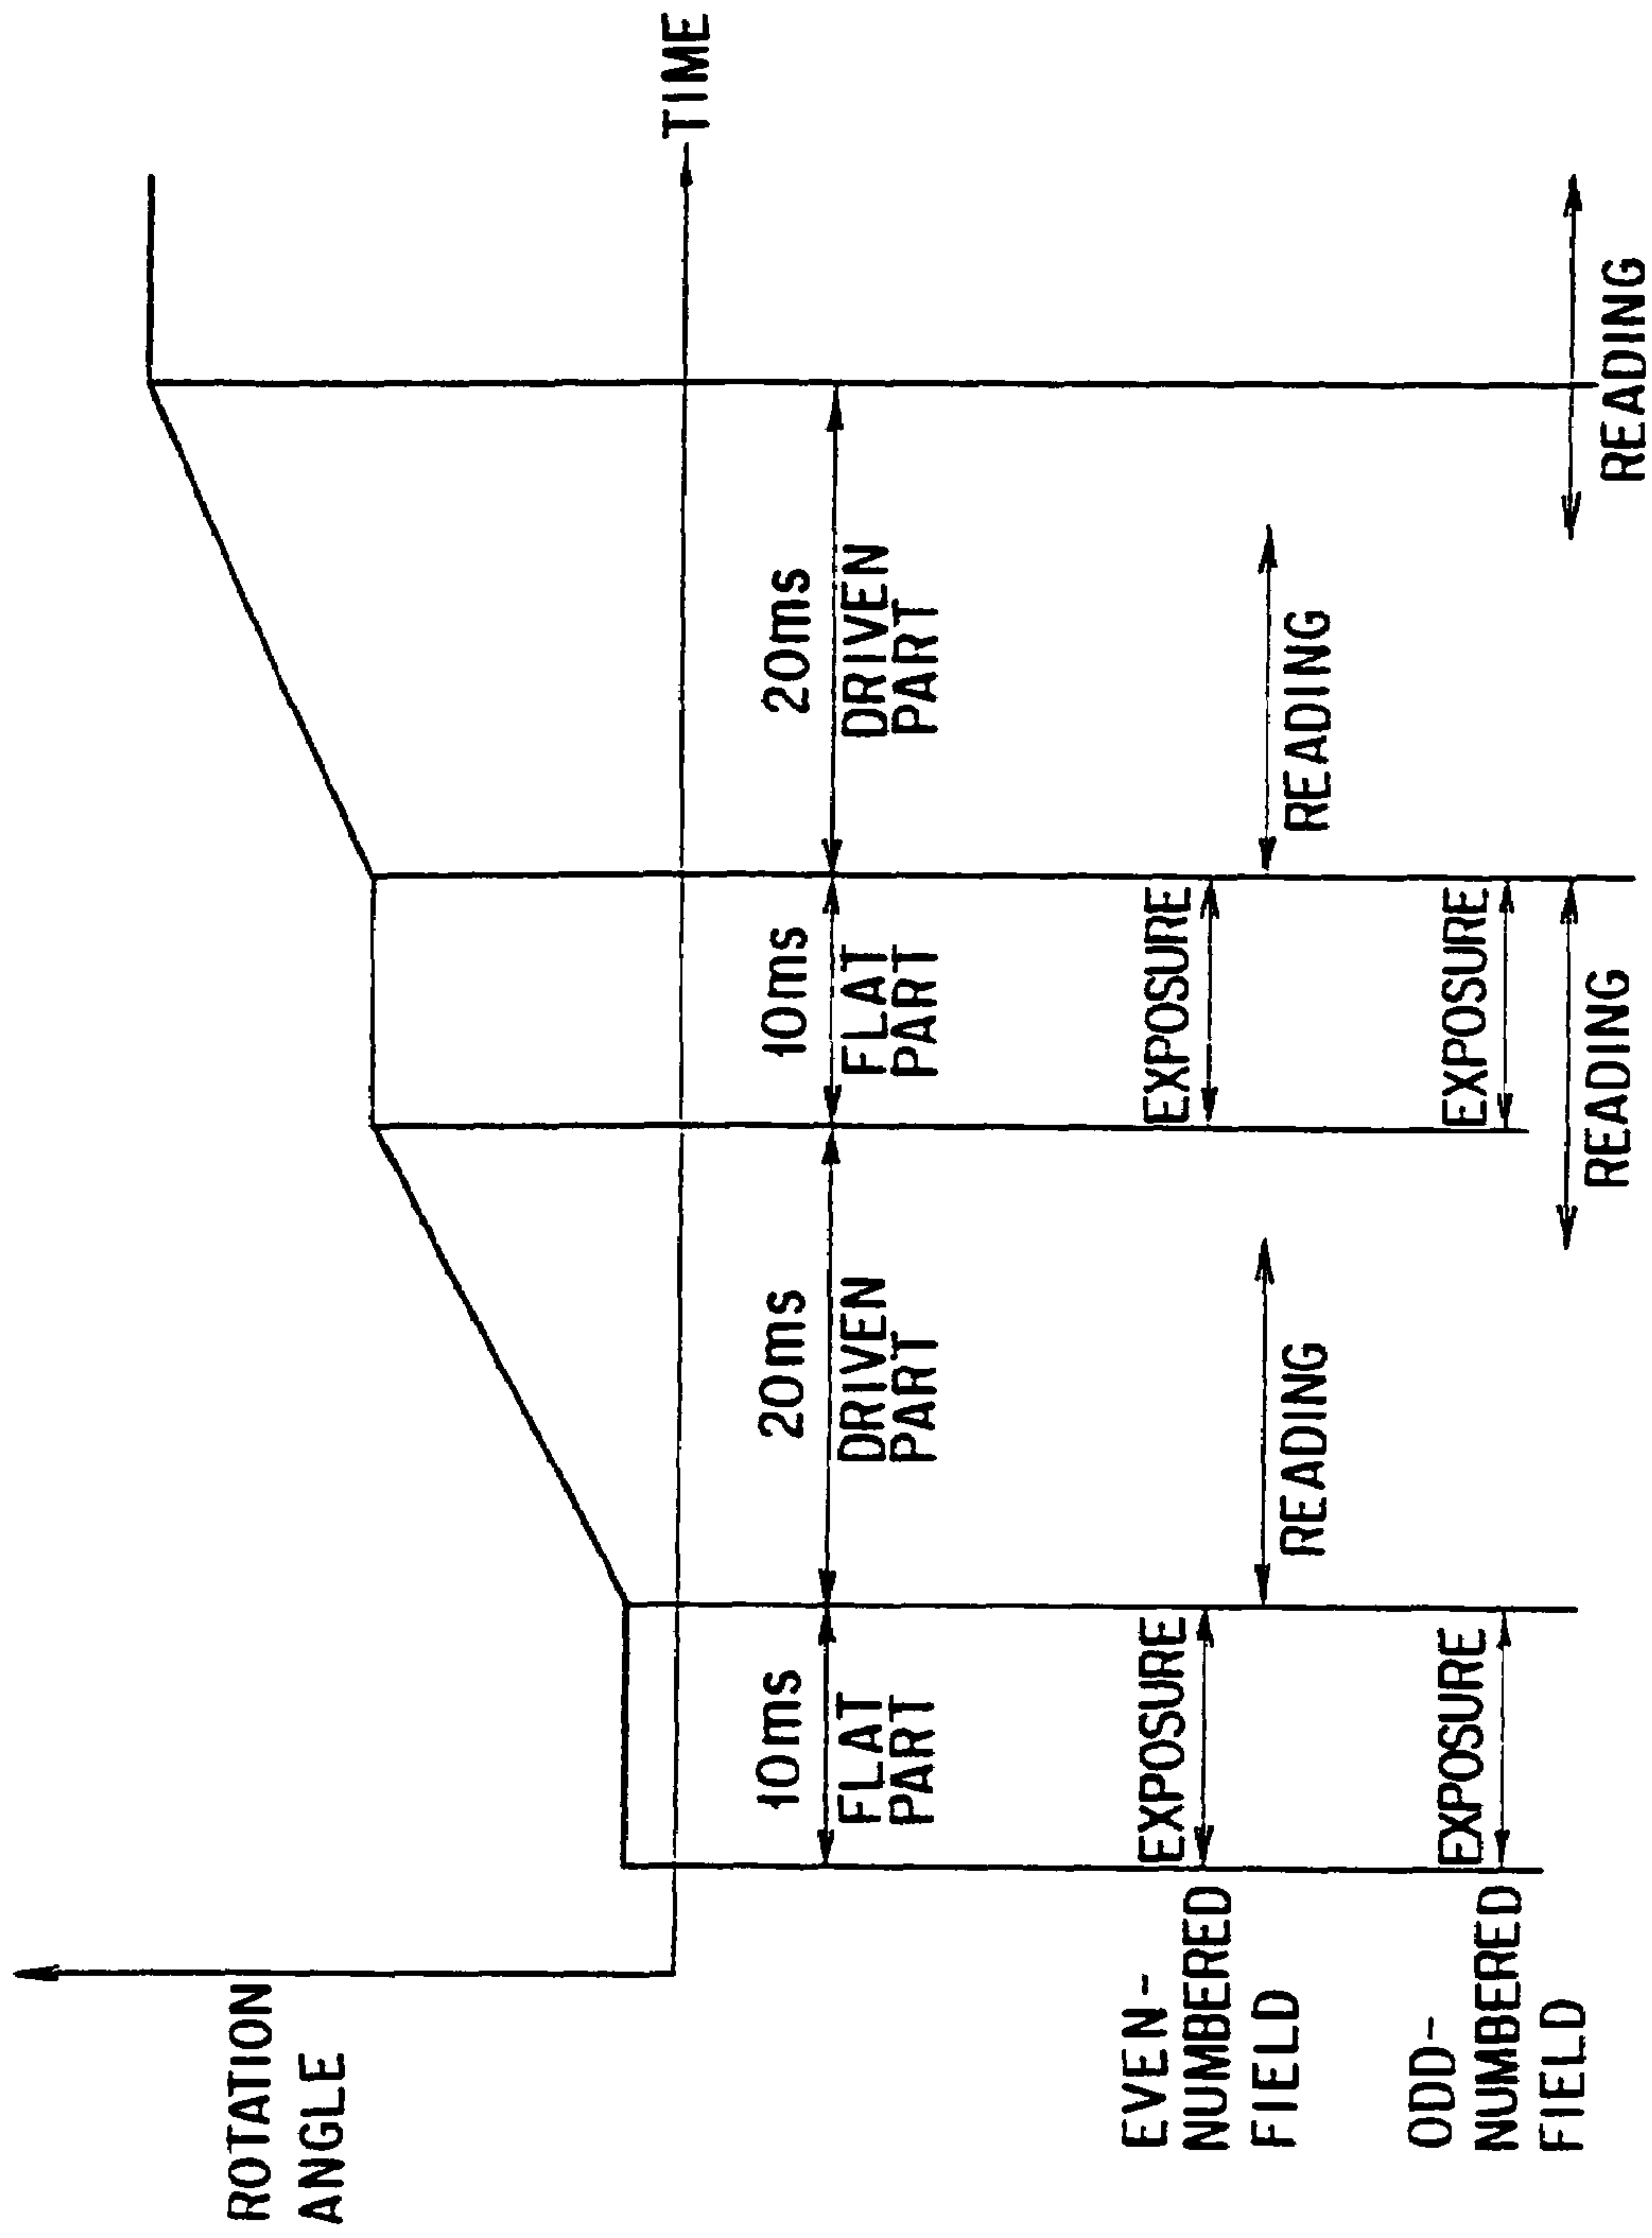 ROTATION
ANGLE
TIME
10ms
FLAT
PART
20ms
DRIVEN
PART
10ms
FLAT
PART
20ms
DRIVEN
PART
EVEN-
NUMBERED
FIELD
EXPOSURE
READING
EXPOSURE
READING
ODD-
NUMBERED
FIELD
EXPOSURE
EXPOSURE
READING
READING